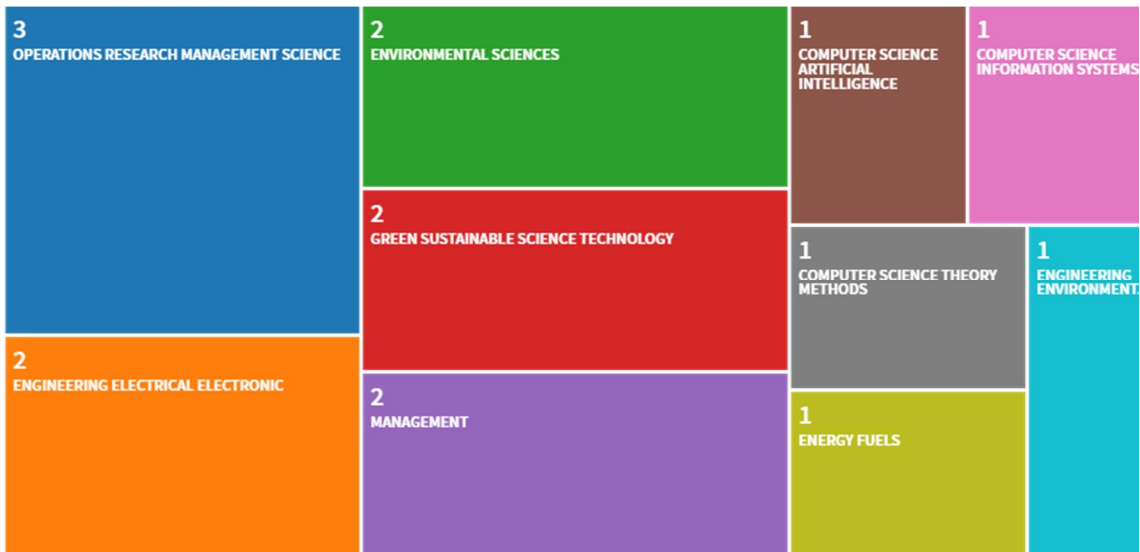 3
OPERATIONS RESEARCH MANAGEMENT SCIENCE
2
ENGINEERING ELECTRICAL ELECTRONIC
2
ENVIRONMENTAL SCIENCES
2
GREEN SUSTAINABLE SCIENCE TECHNOLOGY
2
MANAGEMENT
1
COMPUTER SCIENCE
ARTIFICIAL
INTELLIGENCE
1
COMPUTER SCIENCE
INFORMATION SYSTEMS
1
COMPUTER SCIENCE THEORY
METHODS
1
ENERGY FUELS
1
ENGINEERING
ENVIRONMENT